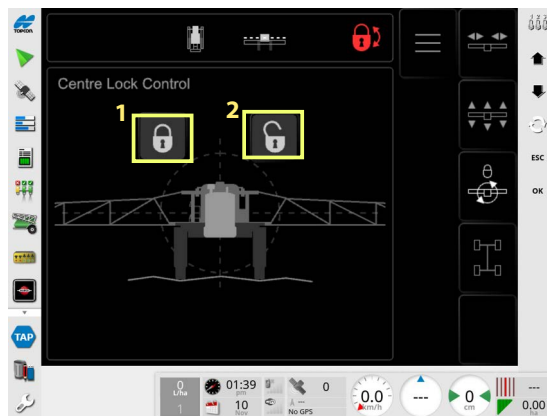 TOPCON
Centre Lock Control
1
2
ESC
OK
TAP
0
L/ha
1
01:39
pm
10
Nov
0
---
No GPS
0.0
km/h
---
0
cm
---
0.00